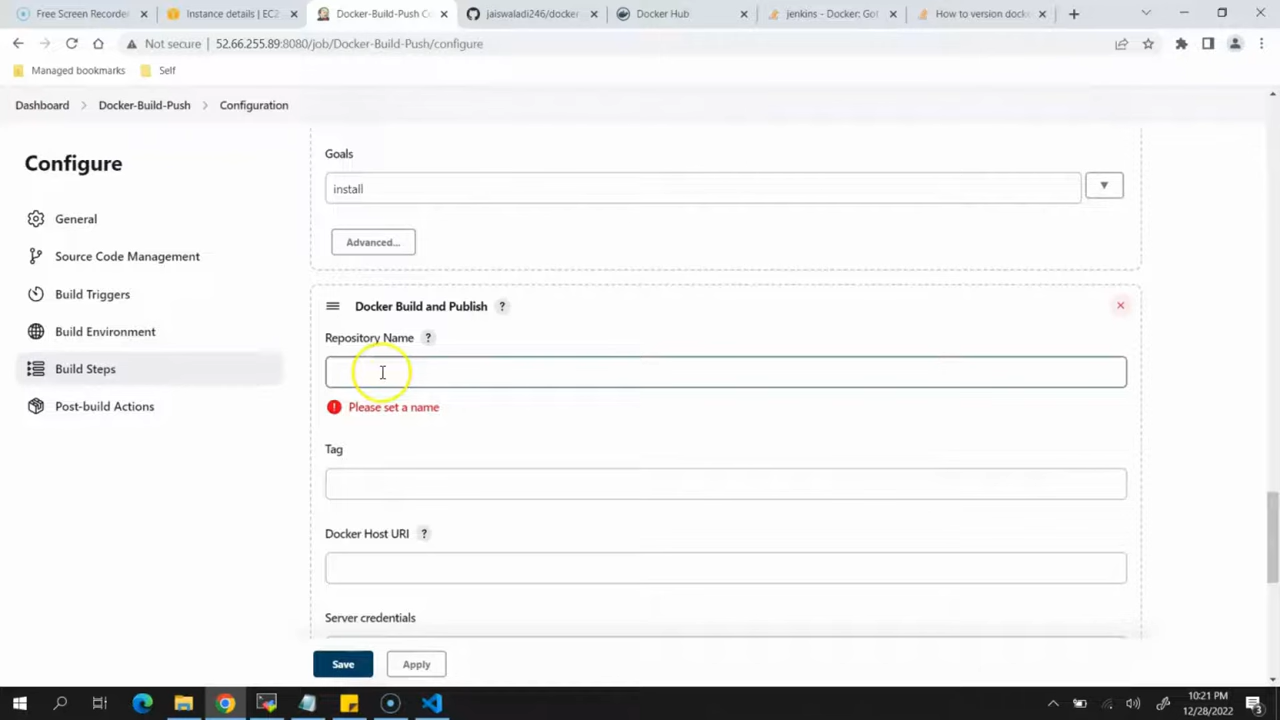 Free Screen Recorder
Instance details | EC2
Docker-Build-Push Co
jaiswaladi246/docker
Docker Hub
jenkins - Docker: Got
How to version docke
Not secure
52.66.255.89:8080/job/Docker-Build-Push/configure
Managed bookmarks
Self
Dashboard
Docker-Build-Push
Configuration
Configure
General
Source Code Management
Build Triggers
Build Environment
Build Steps
Post-build Actions
Goals
install
Advanced...
Docker Build and Publish ?
Repository Name ?
Please set a name
Tag
Docker Host URI ?
Server credentials
Save
Apply
10:21 PM
12/28/2022
3